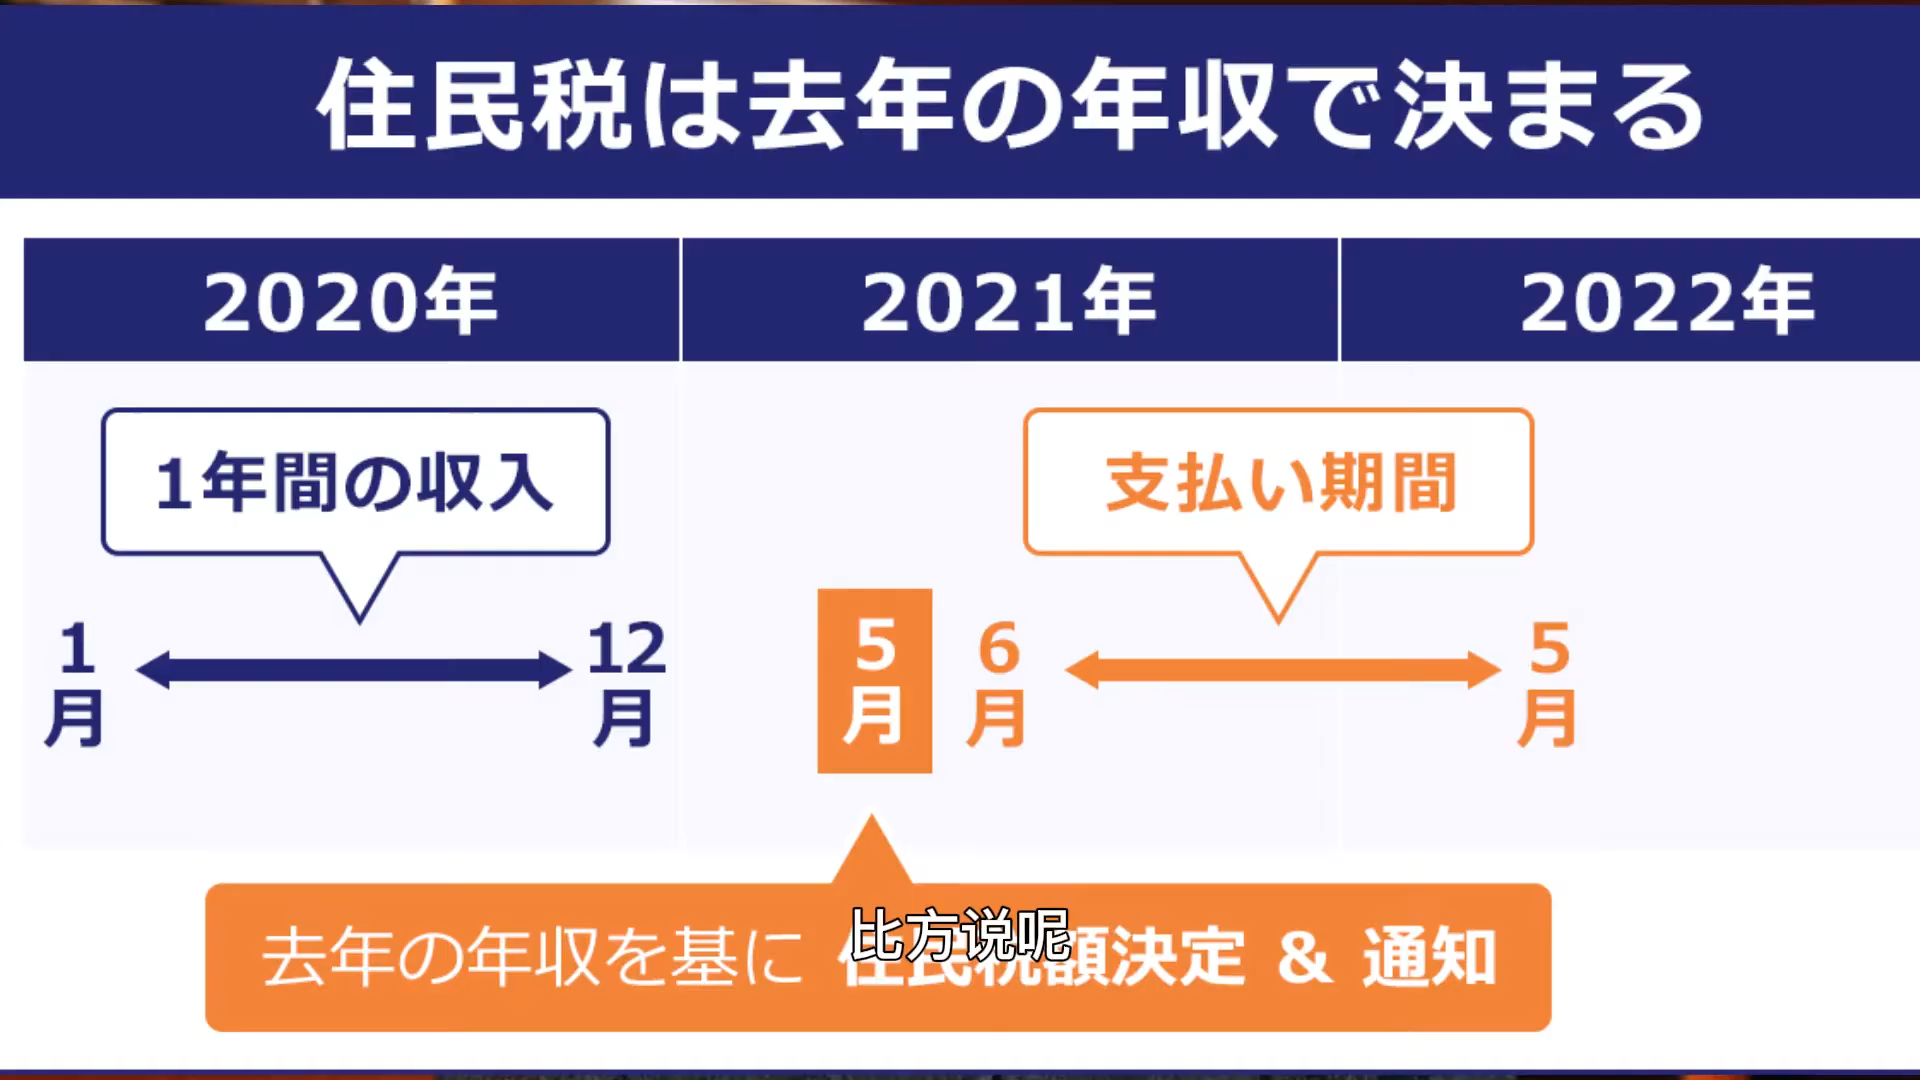 住民税は去年の年収で決まる
2020年
2021年
2022年
1年間の収入
支払い期間
1月
12月
5月
6月
5月
去年の年収を基に 住民税額決定 & 通知
比方说呢